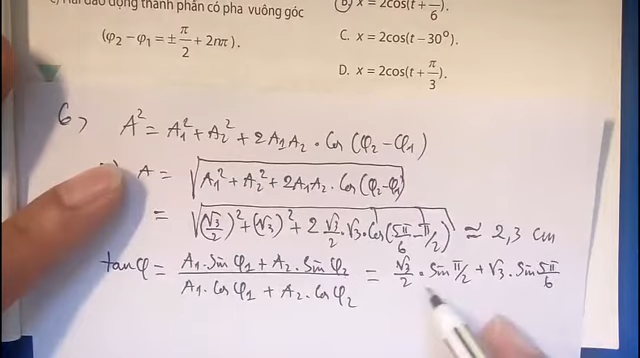 c) Hai dao động thành phần có pha vuông góc
(φ₂ − φ₁ = ± π/2 + 2nπ).
B. x = 2cos(t + π/6).
C. x = 2cos(t − 30°).
D. x = 2cos(t + π/3).
6> A² = A₁² + A₂² + 2A₁A₂ . Cos (φ₂ − φ₁)
A = √(A₁² + A₂² + 2A₁A₂ . Cos (φ₂ − φ₁))
= √((√3/2)² + (√3)² + 2 √3/2 . √3 . Cos (5π/6 − π/2)) ≈ 2,3 cm
tanφ = (A₁ . Sin φ₁ + A₂ . Sin φ₂)/(A₁ . Cos φ₁ + A₂ . Cos φ₂) = √3/2 . Sin π/2 + √3 . Sin 5π/6